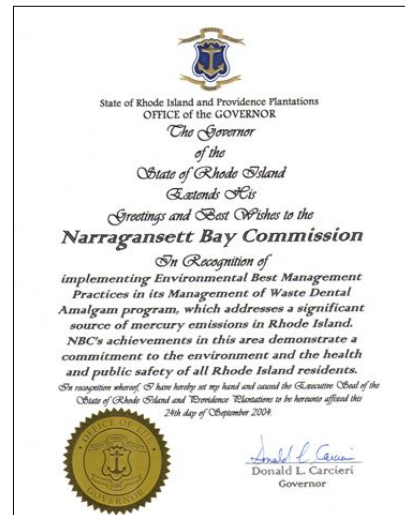 State of Rhode Island and Providence Plantations
OFFICE of the GOVERNOR
The Governor
of the
State of Rhode Island
Extends His
Greetings and Best Wishes to the
Narragansett Bay Commission
In Recognition of
implementing Environmental Best Management
Practices in its Management of Waste Dental
Amalgam program, which addresses a significant
source of mercury emissions in Rhode Island.
NBC's achievements in this area demonstrate a
commitment to the environment and the health
and public safety of all Rhode Island residents.
In recognition whereof, I have hereby set my hand and caused the Executive Seal of the
State of Rhode Island and Providence Plantations to be hereunto affixed this
24th day of September 2004.
OFFICE OF THE
GOVERNOR
Donald L. Carcieri
Donald L. Carcieri
Governor